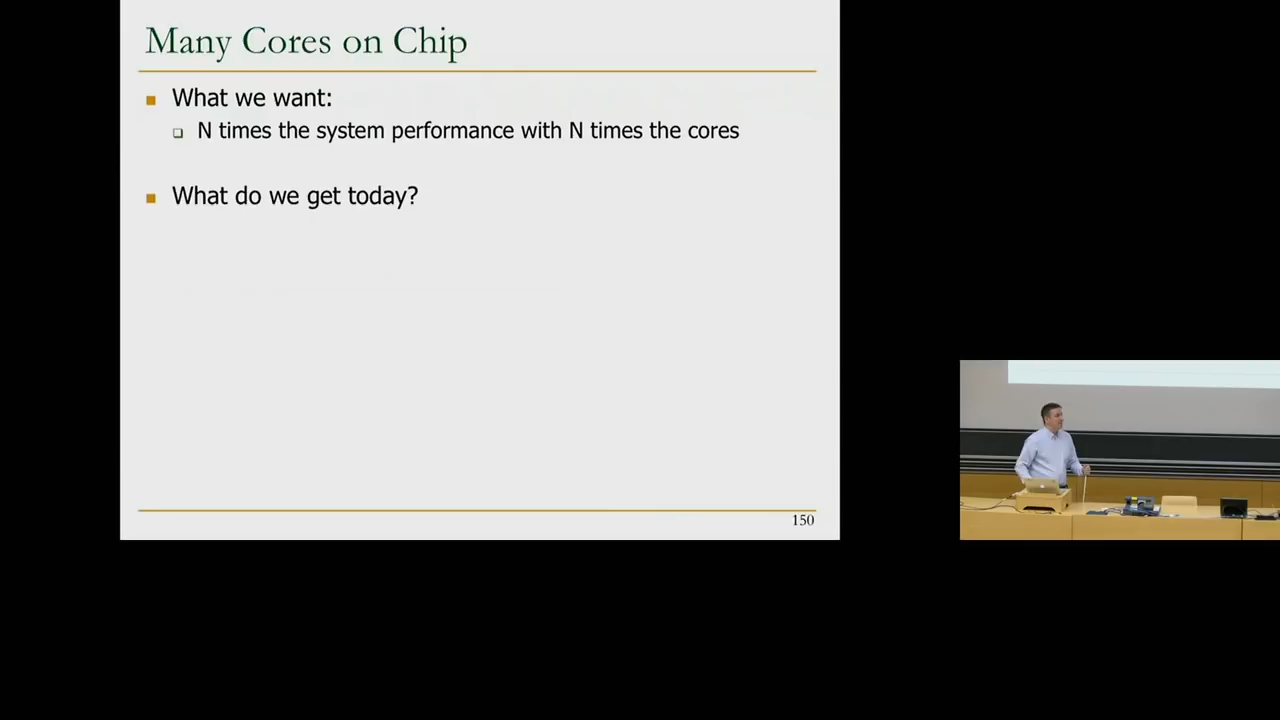 Many Cores on Chip
What we want:
N times the system performance with N times the cores
What do we get today?
150